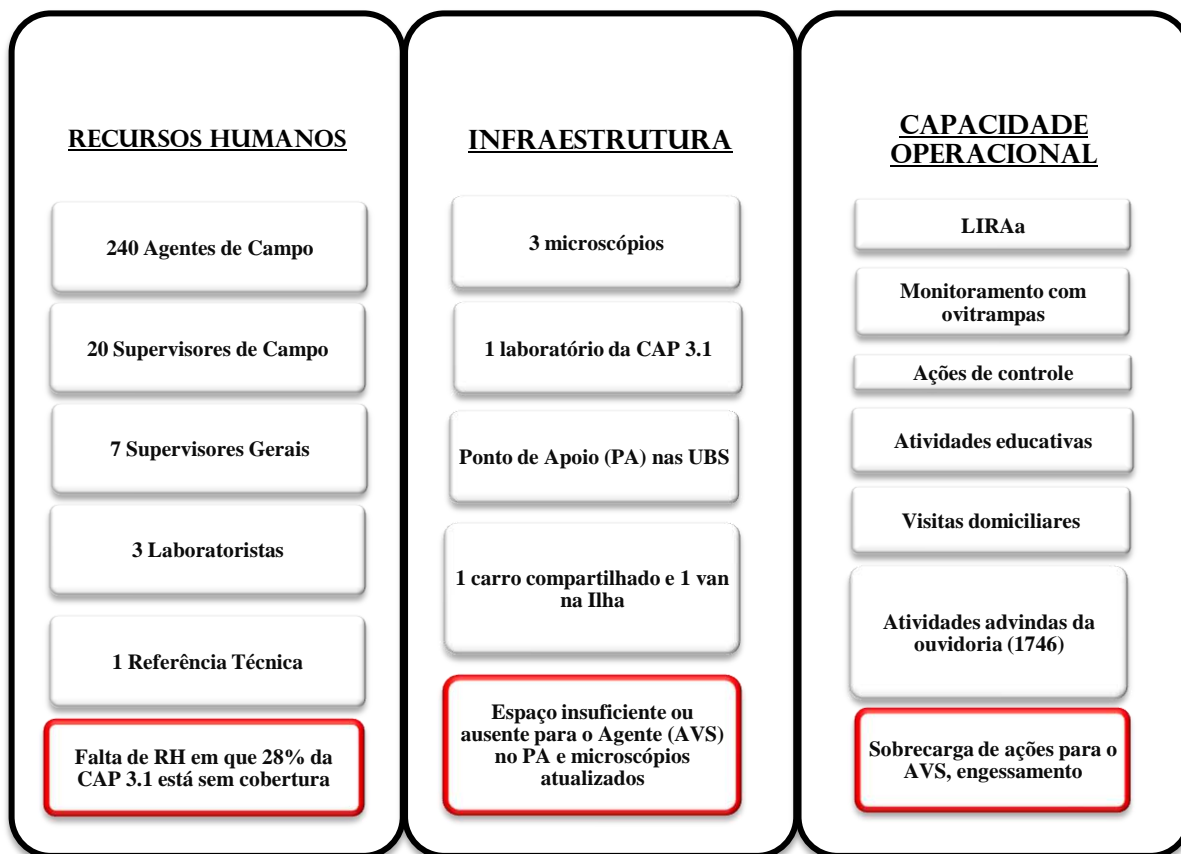 RECURSOS HUMANOS
240 Agentes de Campo
20 Supervisores de Campo
7 Supervisores Gerais
3 Laboratoristas
1 Referência Técnica
Falta de RH em que 28% da
CAP 3.1 está sem cobertura
INFRAESTRUTURA
3 microscópios
1 laboratório da CAP 3.1
Ponto de Apoio (PA) nas UBS
1 carro compartilhado e 1 van
na Ilha
Espaço insuficiente ou
ausente para o Agente (AVS)
no PA e microscópios
atualizados
CAPACIDADE
OPERACIONAL
LIRAa
Monitoramento com
ovitrampas
Ações de controle
Atividades educativas
Visitas domiciliares
Atividades advindas da
ouvidoria (1746)
Sobrecarga de ações para o
AVS, engessamento